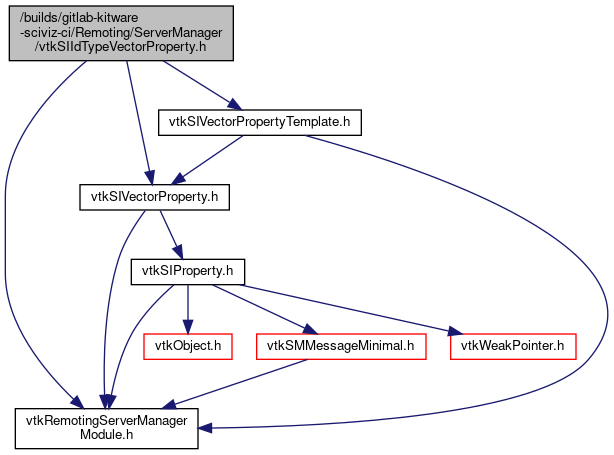 /builds/gitlab-kitware
-sciviz-ci/Remoting/ServerManager
/vtkSIIdTypeVectorProperty.h
vtkSIVectorPropertyTemplate.h
vtkSIVectorProperty.h
vtkSIProperty.h
vtkObject.h
vtkSMMessageMinimal.h
vtkWeakPointer.h
vtkRemotingServerManager
Module.h